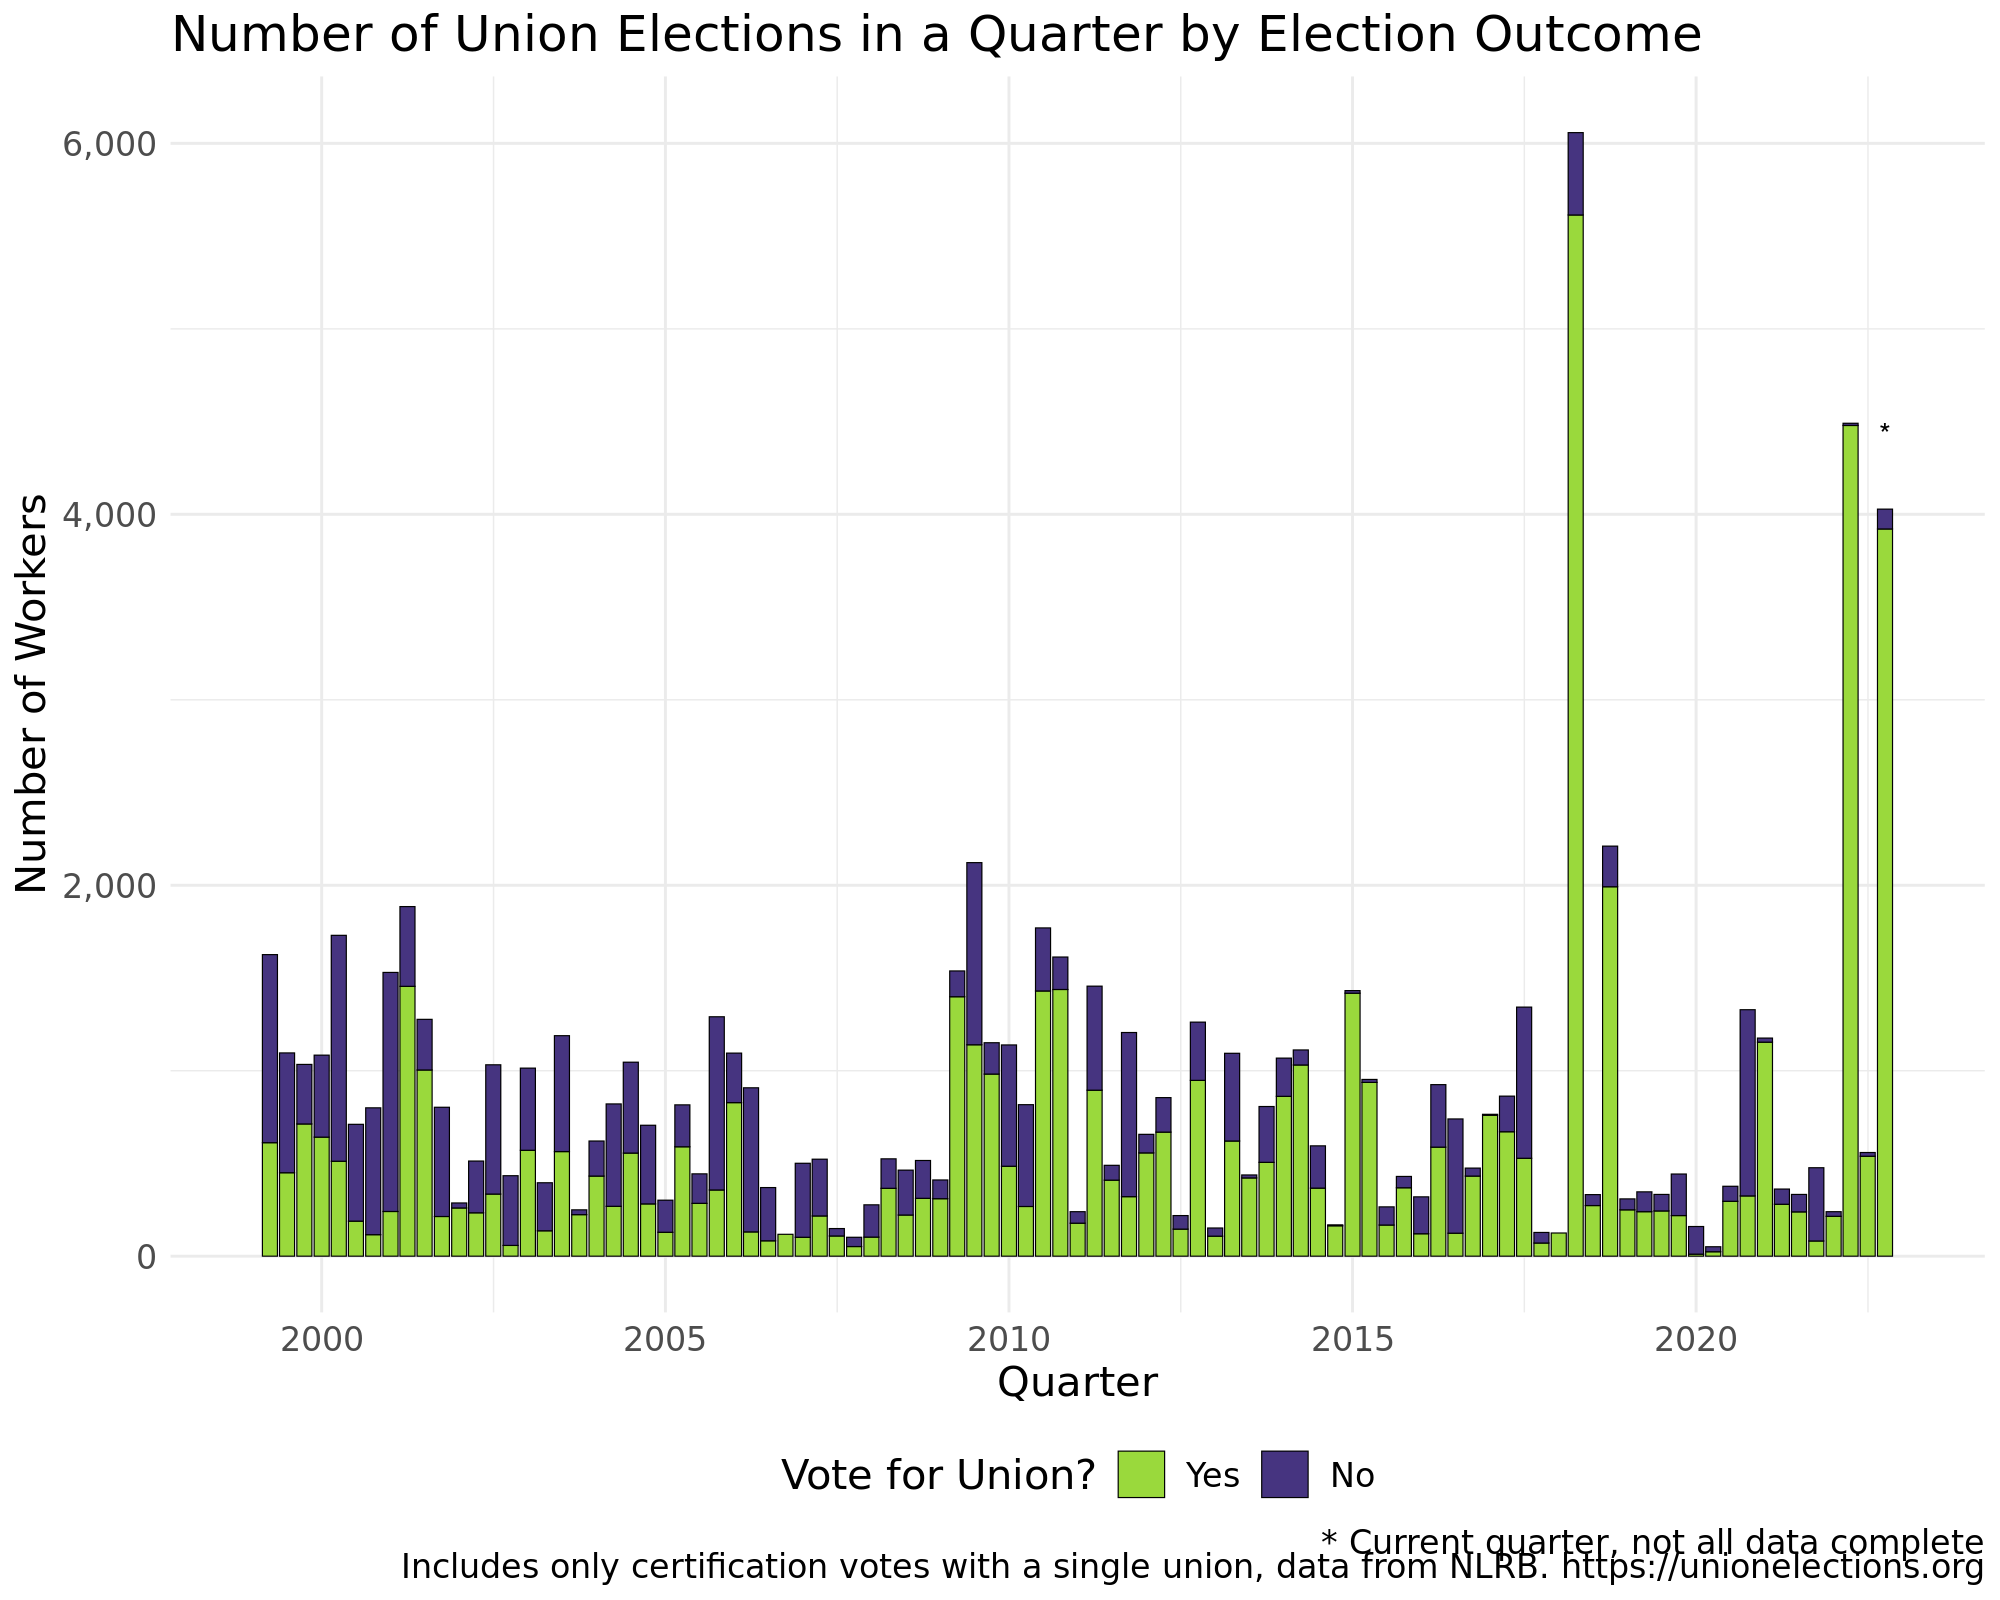 Number of Union Elections in a Quarter by Election Outcome
Number of Workers
6,000
4,000
2,000
0
*
2000 2005 2010 2015 2020
Quarter
Vote for Union? Yes No
* Current quarter, not all data complete
Includes only certification votes with a single union, data from NLRB. https://unionelections.org